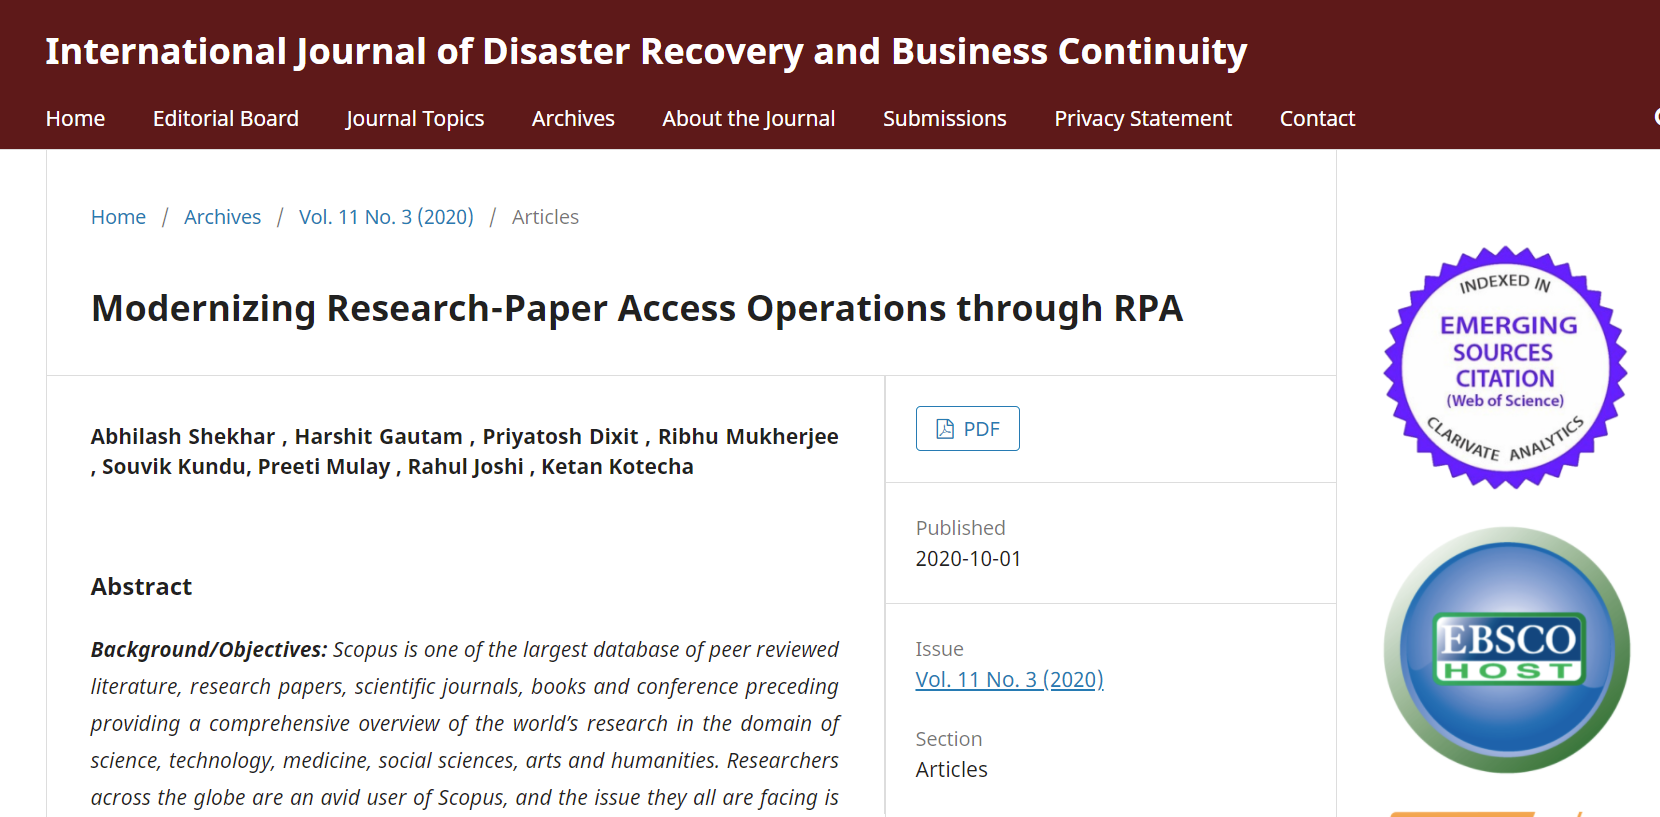 International Journal of Disaster Recovery and Business Continuity
Home Editorial Board Journal Topics Archives About the Journal Submissions Privacy Statement Contact
Home / Archives / Vol. 11 No. 3 (2020) / Articles
Modernizing Research-Paper Access Operations through RPA
Abhilash Shekhar , Harshit Gautam , Priyatosh Dixit , Ribhu Mukherjee
, Souvik Kundu, Preeti Mulay , Rahul Joshi , Ketan Kotecha
Abstract
Background/Objectives: Scopus is one of the largest database of peer reviewed
literature, research papers, scientific journals, books and conference preceding
providing a comprehensive overview of the world’s research in the domain of
science, technology, medicine, social sciences, arts and humanities. Researchers
across the globe are an avid user of Scopus, and the issue they all are facing is
PDF
Published
2020-10-01
Issue
Vol. 11 No. 3 (2020)
Section
Articles
INDEXED IN
EMERGING
SOURCES
CITATION
(Web of Science)
CLARIVATE ANALYTICS
EBSCO
HOST